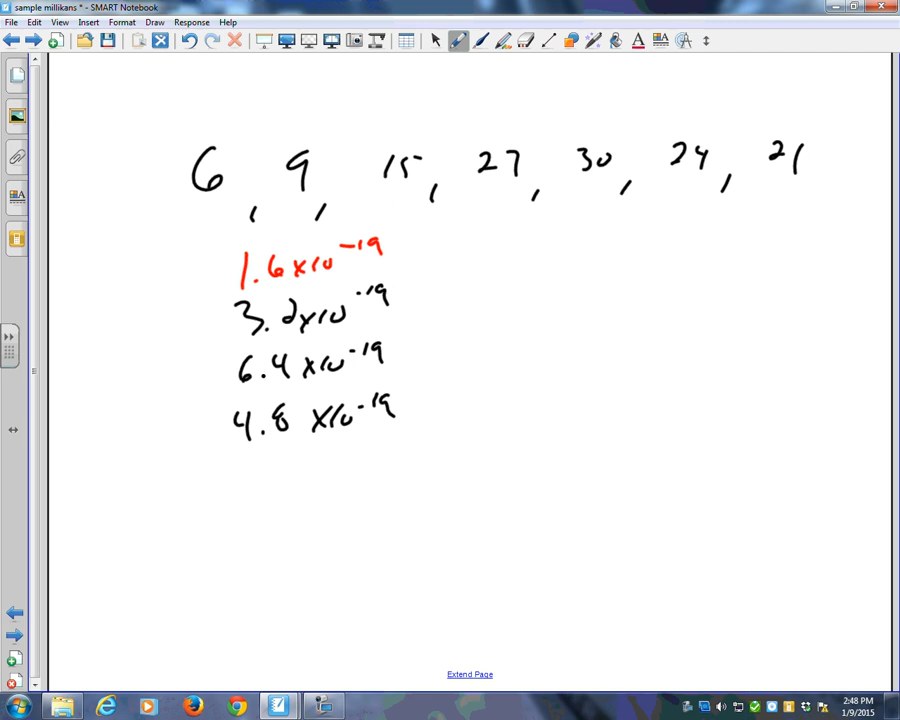 sample millikans * - SMART Notebook
File Edit View Insert Format Draw Response Help
6, 9, 15, 27, 30, 24, 21
1.6x10⁻¹⁹
3.2x10⁻¹⁹
6.4x10⁻¹⁹
4.8 x10⁻¹⁹
Extend Page
2:48 PM
1/9/2015